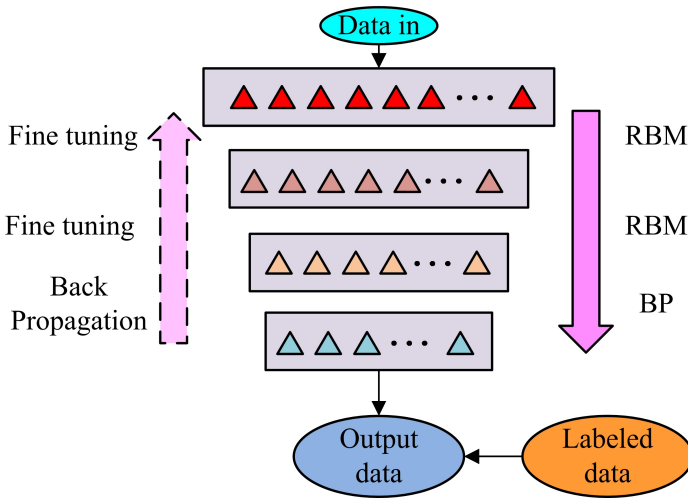 Data in
Fine tuning
RBM
Fine tuning
RBM
Back
Propagation
BP
Output
data
Labeled
data